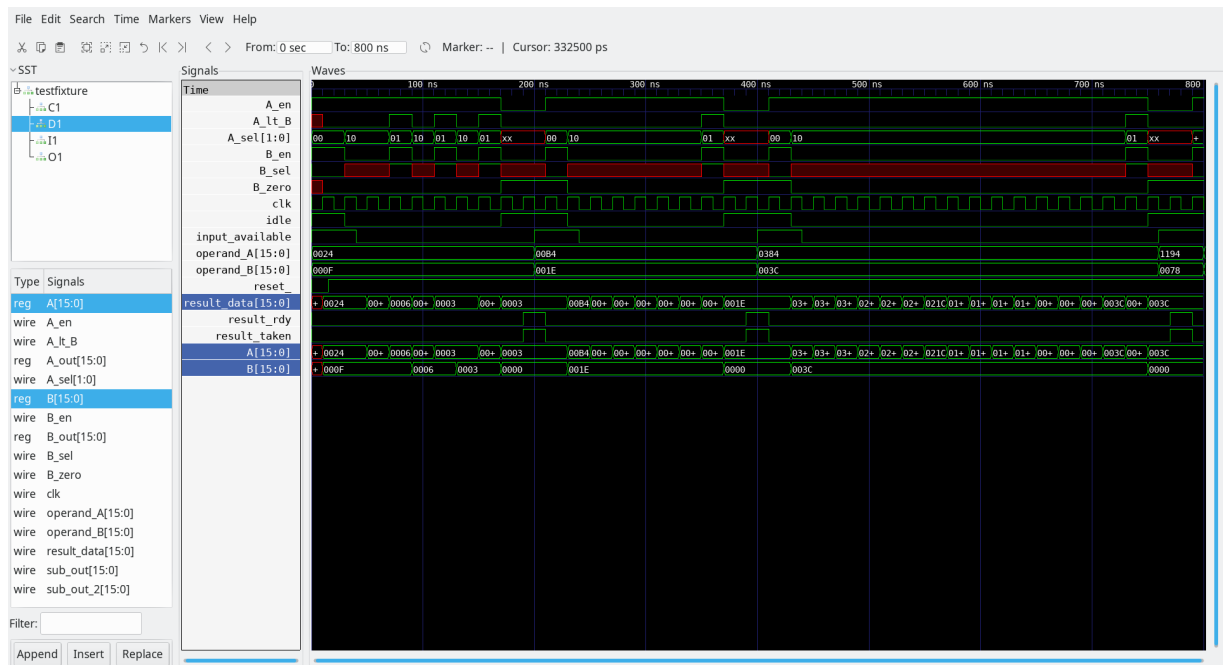 File Edit Search Time Markers View Help
From: 0 sec To: 800 ns Marker: -- | Cursor: 332500 ps
SST
testfixture
C1
D1
I1
O1
Type Signals
reg A[15:0]
wire A_en
wire A_lt_B
reg A_out[15:0]
wire A_sel[1:0]
reg B[15:0]
wire B_en
reg B_out[15:0]
wire B_sel
wire B_zero
wire clk
wire operand_A[15:0]
wire operand_B[15:0]
wire result_data[15:0]
wire sub_out[15:0]
wire sub_out_2[15:0]
Filter:
Append Insert Replace
Signals
Time
A_en
A_lt_B
A_sel[1:0]
B_en
B_sel
B_zero
clk
idle
input_available
operand_A[15:0]
operand_B[15:0]
reset_
result_data[15:0]
result_rdy
result_taken
A[15:0]
B[15:0]
Waves
100 ns 200 ns 300 ns 400 ns 500 ns 600 ns 700 ns 800
00 10 01 10 01 10 01 xx 00 10 01 xx 00 10 01 xx +
0024 00B4 0384 1194
000F 001E 003C 0078
+ 0024 00+ 0006 00+ 0003 00+ 0003 00B4 00+ 00+ 00+ 00+ 00+ 00+ 001E 03+ 03+ 03+ 02+ 02+ 02+ 021C 01+ 01+ 01+ 01+ 00+ 00+ 00+ 003C 00+ 003C
+ 0024 00+ 0006 00+ 0003 00+ 0003 00B4 00+ 00+ 00+ 00+ 00+ 00+ 001E 03+ 03+ 03+ 02+ 02+ 02+ 021C 01+ 01+ 01+ 01+ 00+ 00+ 00+ 003C 00+ 003C
+ 000F 0006 0003 0000 001E 0000 003C 0000